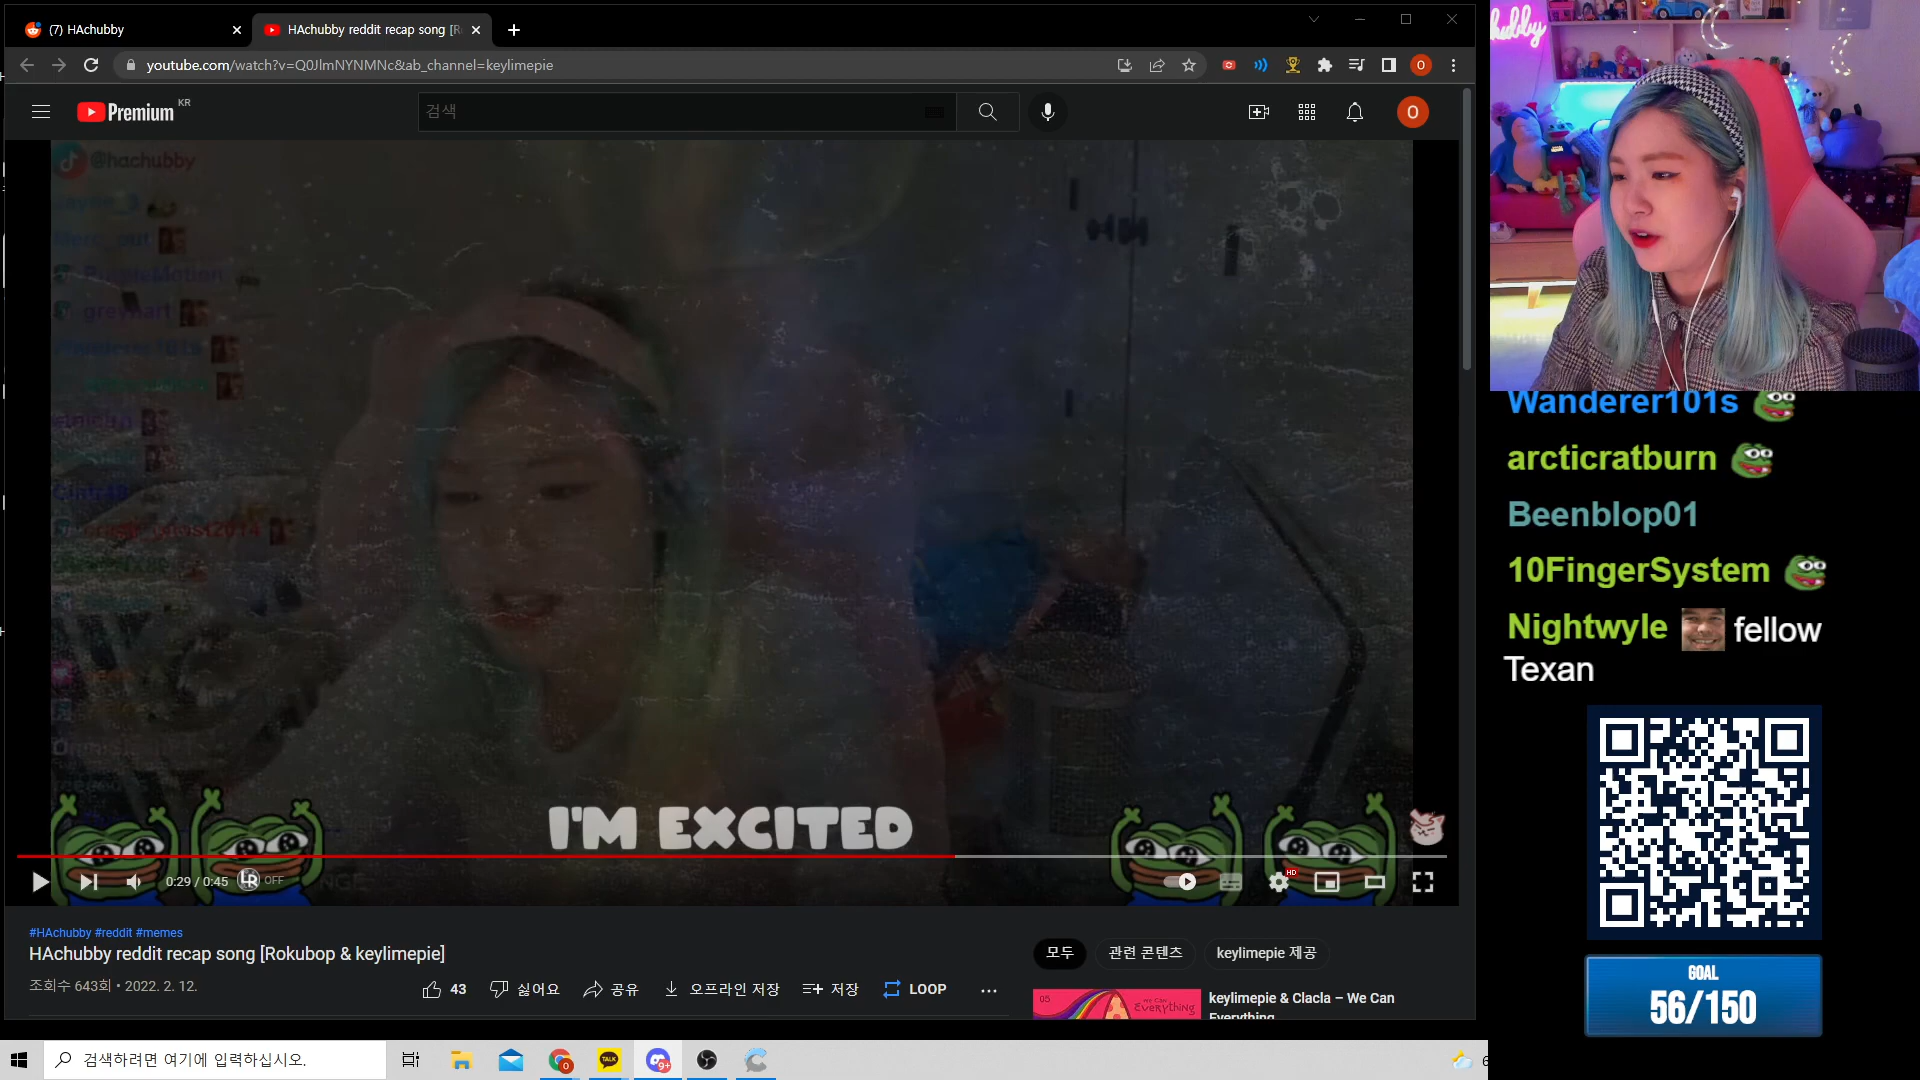 (7) HAchubby
HAchubby reddit recap song [R
youtube.com/watch?v=Q0JlmNYNMNc&ab_channel=keylimepie
Premium KR
검색
@hachubby
PurpleMotion
greyhart
I'M EXCITED
0:29 / 0:45
OFF
HD
#HAchubby #reddit #memes
HAchubby reddit recap song [Rokubop & keylimepie]
조회수 643회 • 2022. 2. 12.
43
싫어요
공유
오프라인 저장
저장
LOOP
모두
관련 콘텐츠
keylimepie 제공
keylimepie & Clacla – We Can
Everything
검색하려면 여기에 입력하십시오.
TALK
9+
Wanderer101s
arcticratburn
Beenblop01
10FingerSystem
Nightwyle fellow
Texan
GOAL
56/150